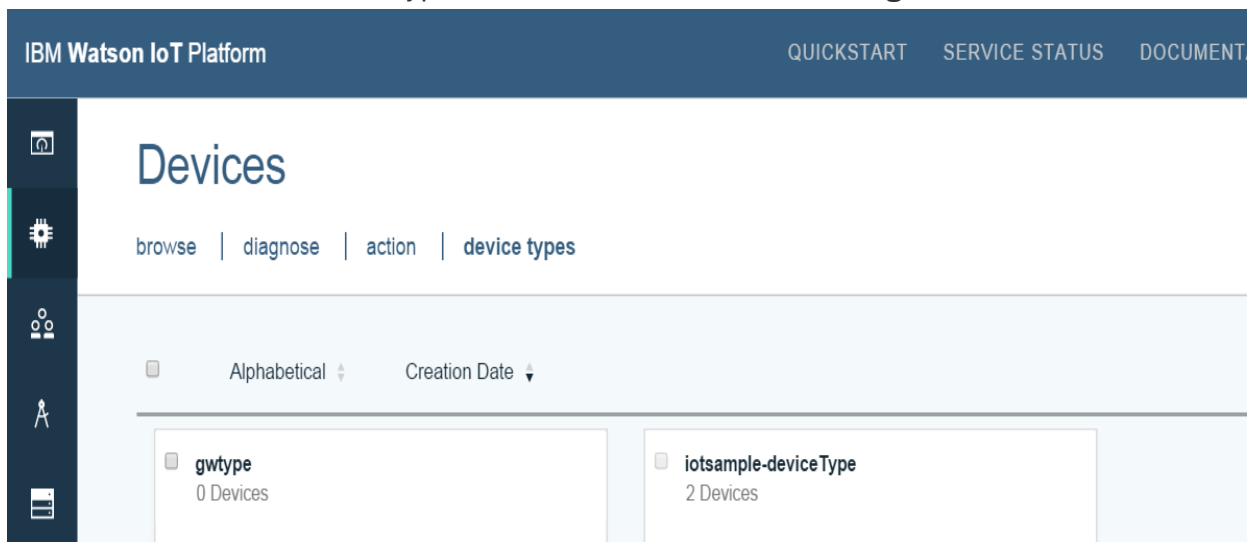 IBM Watson IoT Platform QUICKSTART SERVICE STATUS
Devices
browse | diagnose | action | device types
Alphabetical Creation Date
gwtype iotsample-deviceType
0 Devices 2 Devices